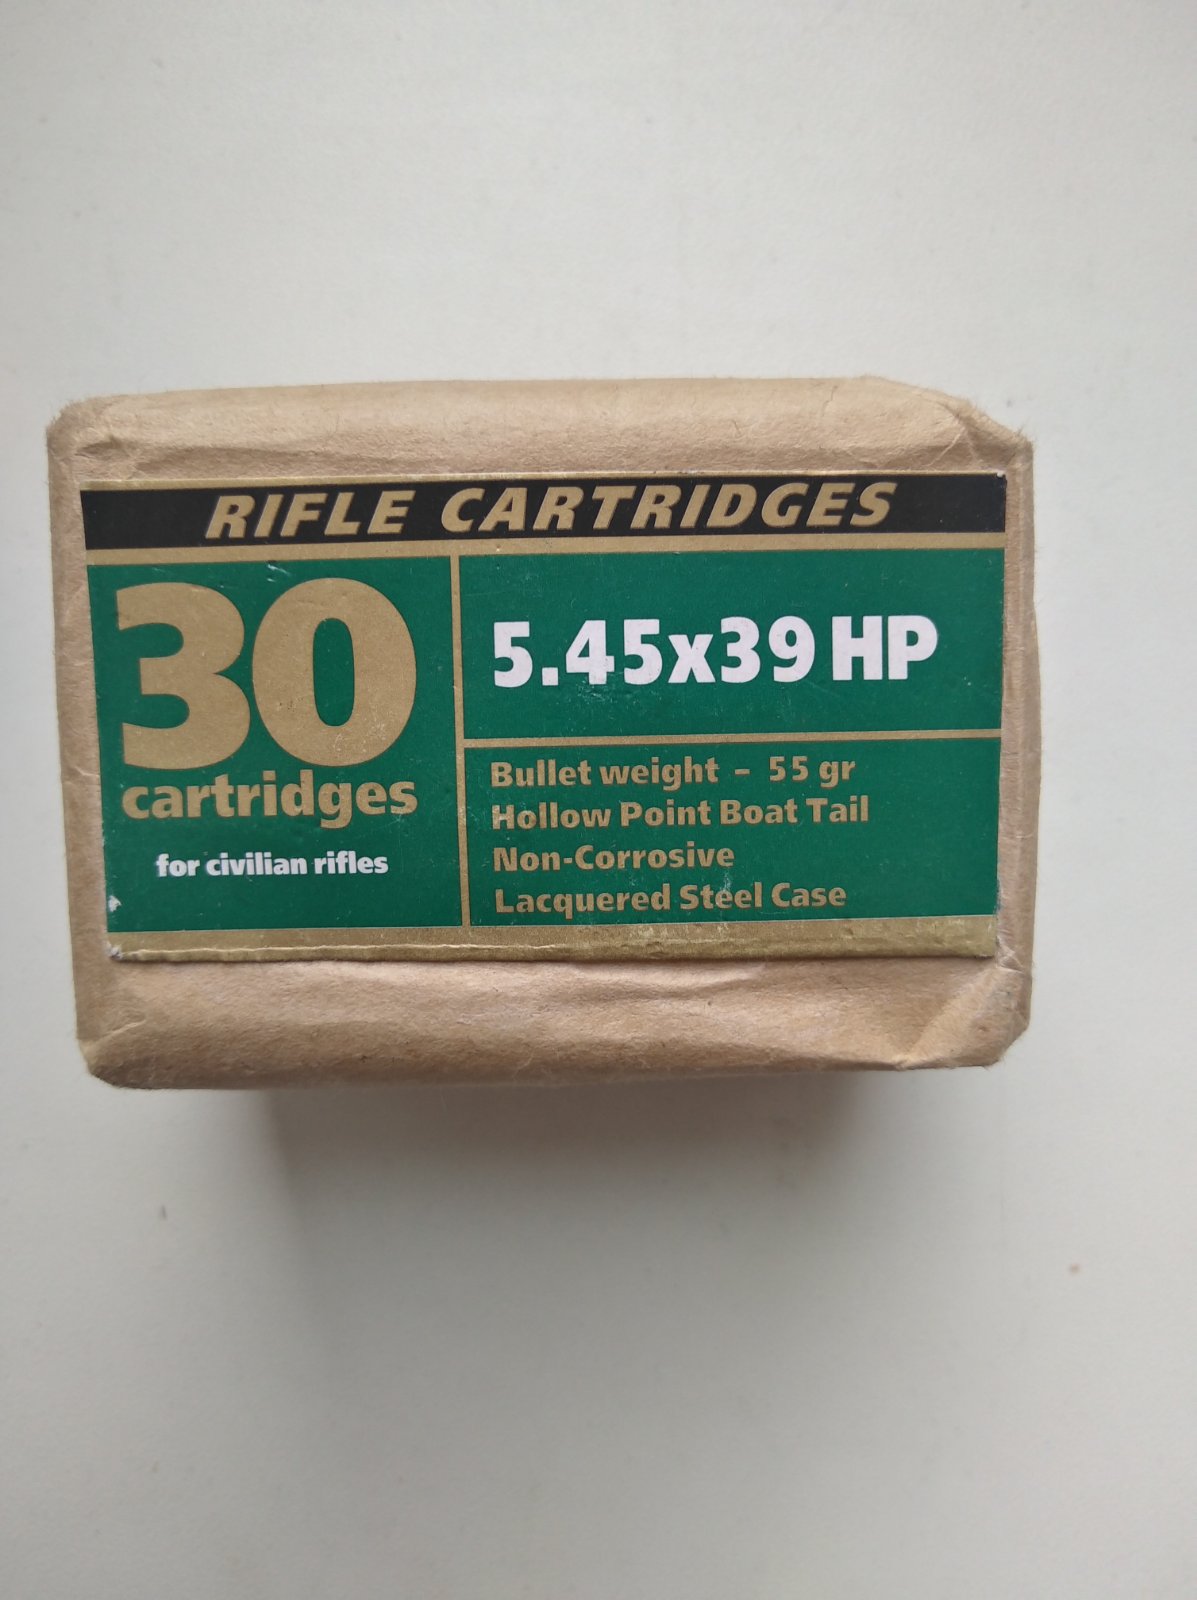 RIFLE CARTRIDGES
30
cartridges
for civilian rifles
5.45x39 HP
Bullet weight - 55 gr
Hollow Point Boat Tail
Non-Corrosive
Lacquered Steel Case